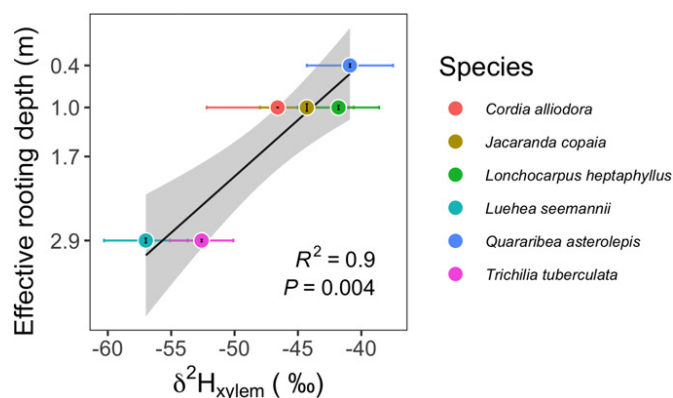 Effective rooting depth (m)
0.4
1.0
1.7
2.9
R² = 0.9
P = 0.004
-60 -55 -50 -45 -40
δ²H_xylem ( ‰)
Species
Cordia alliodora
Jacaranda copaia
Lonchocarpus heptaphyllus
Luehea seemannii
Quararibea asterolepis
Trichilia tuberculata